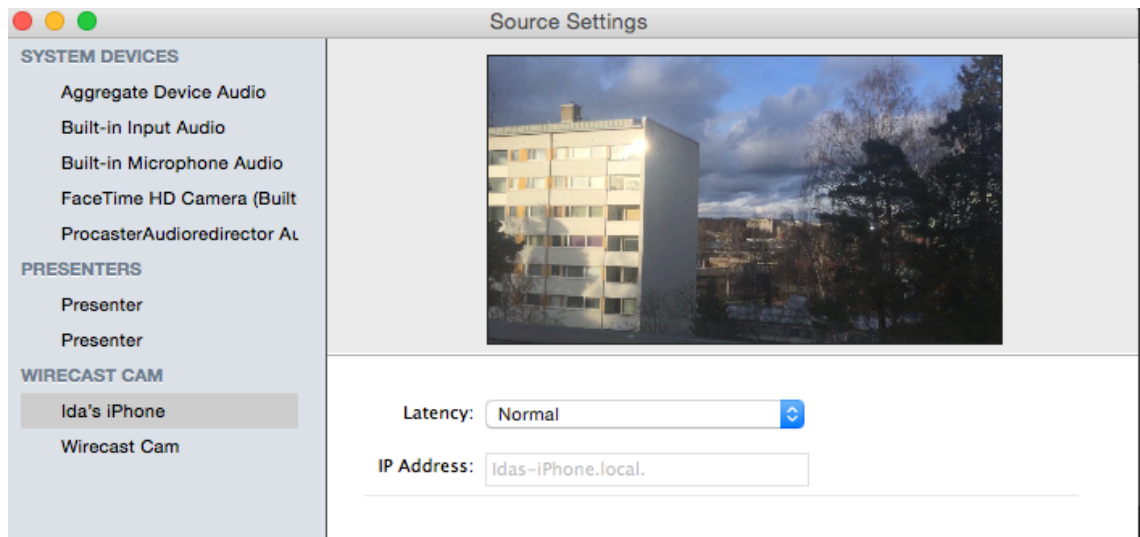 Source Settings
SYSTEM DEVICES
Aggregate Device Audio
Built-in Input Audio
Built-in Microphone Audio
FaceTime HD Camera (Built
ProcasterAudioredirector Au
PRESENTERS
Presenter
Presenter
WIRECAST CAM
Ida's iPhone
Wirecast Cam
Latency: Normal
IP Address: Idas-iPhone.local.